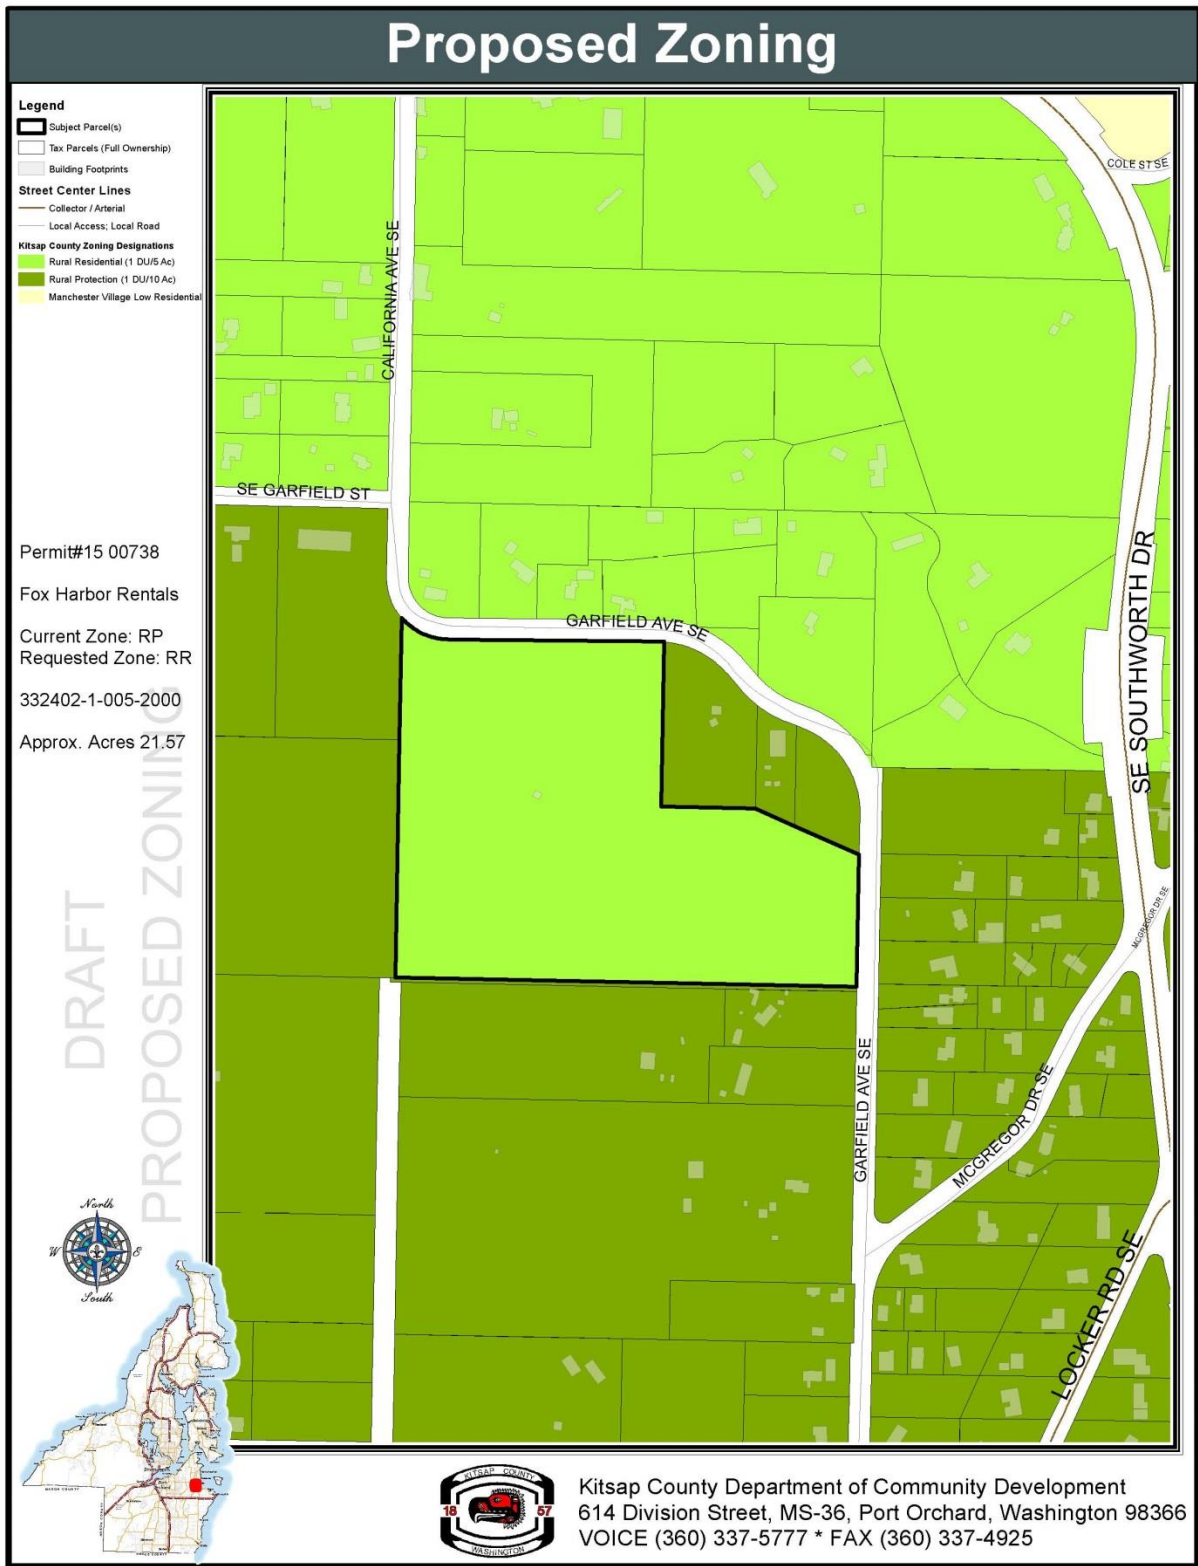 Proposed Zoning
Legend
Subject Parcel(s)
Tax Parcels (Full Ownership)
Building Footprints
Street Center Lines
Collector / Arterial
Local Access; Local Road
Kitsap County Zoning Designations
Rural Residential (1 DU/5 Ac)
Rural Protection (1 DU/10 Ac)
Manchester Village Low Residential
Permit#15 00738
Fox Harbor Rentals
Current Zone: RP
Requested Zone: RR
332402-1-005-2000
Approx. Acres 21.57
DRAFT
PROPOSED ZONING
COLE ST SE
CALIFORNIA AVE SE
SE GARFIELD ST
GARFIELD AVE SE
SE SOUTHWORTH DR
MCGREGOR DR SE
GARFIELD AVE SE
MCGREGOR DR SE
LOCKER RD SE
North
W
E
South
KITSAP COUNTY
18 57
WASHINGTON
Kitsap County Department of Community Development
614 Division Street, MS-36, Port Orchard, Washington 98366
VOICE (360) 337-5777 * FAX (360) 337-4925